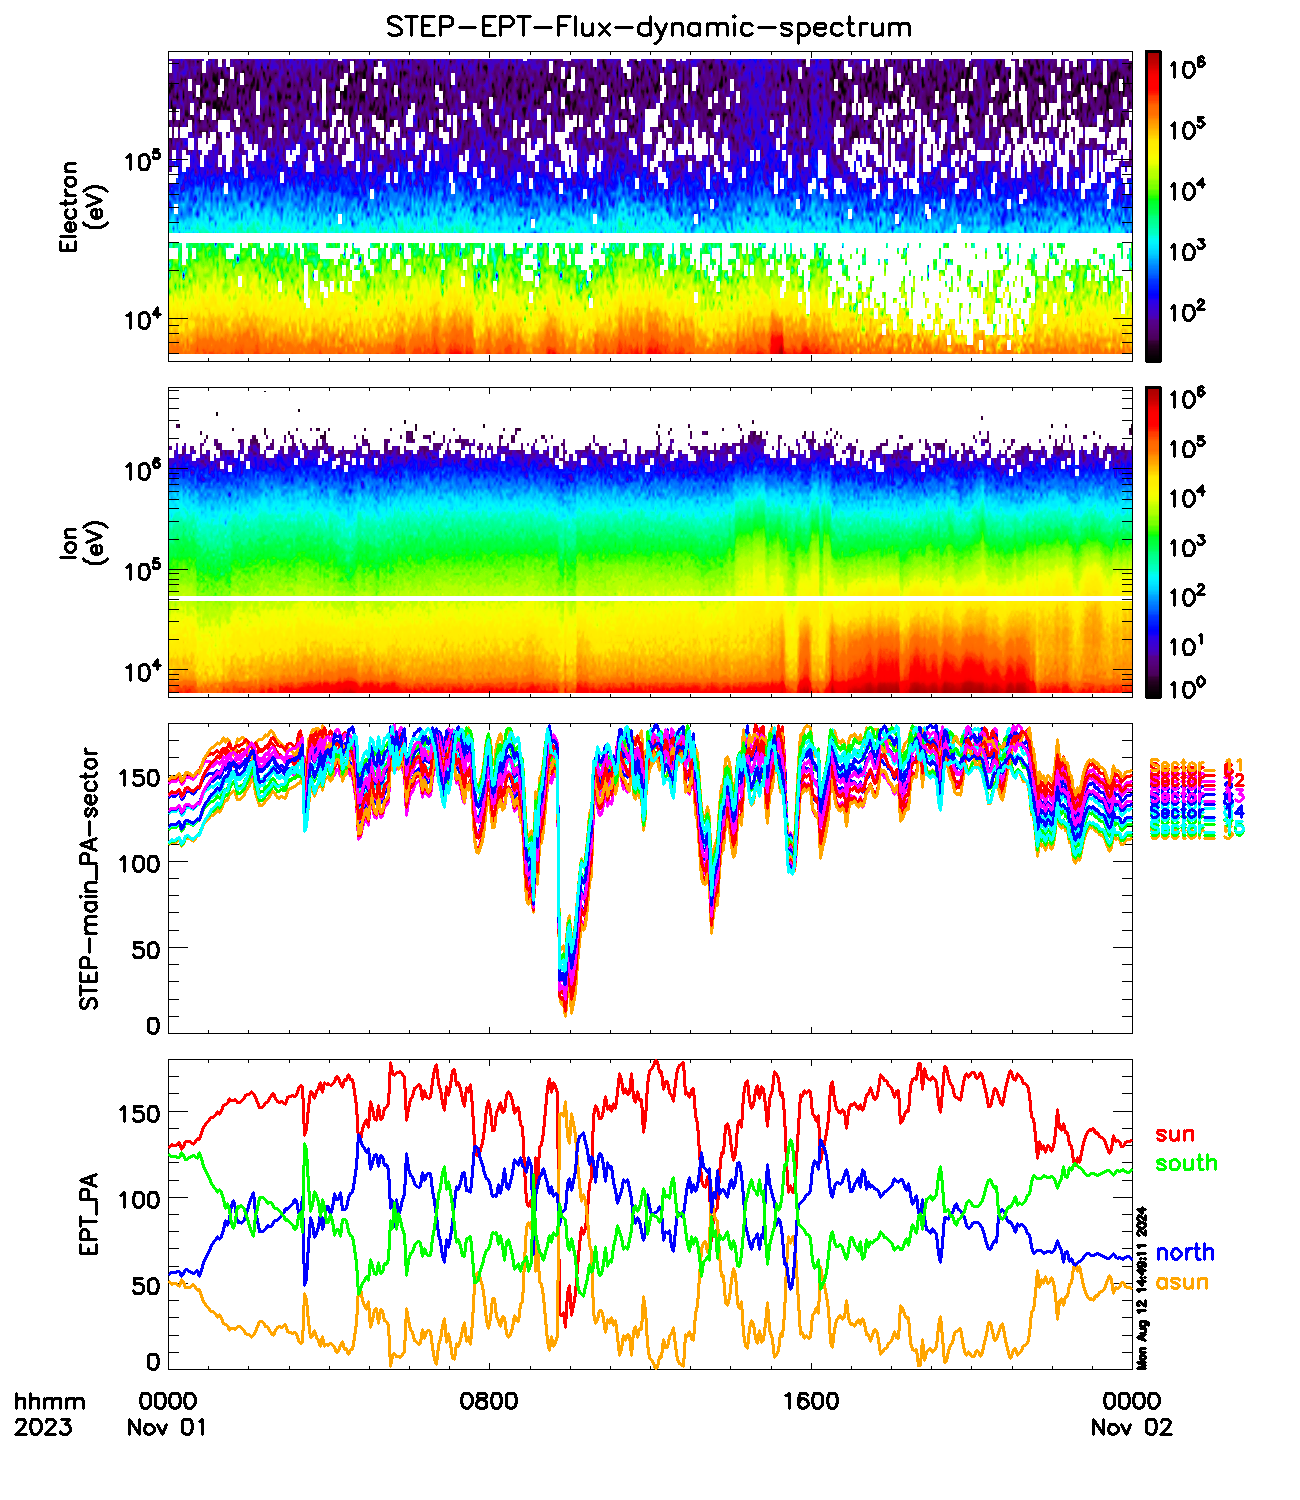 STEP-EPT-Flux-dynamic-spectrum
Electron
(eV)
10^5
10^4
10^6
10^5
10^4
10^3
10^2
Ion
(eV)
10^6
10^5
10^4
10^6
10^5
10^4
10^3
10^2
10^1
10^0
STEP-main_PA-sector
150
100
50
0
Sector_
Sector_
EPT_PA
150
100
50
0
sun
south
north
asun
Mon Aug 12 14:49:11 2024
hhmm
2023
0000
Nov 01
0800
1600
0000
Nov 02